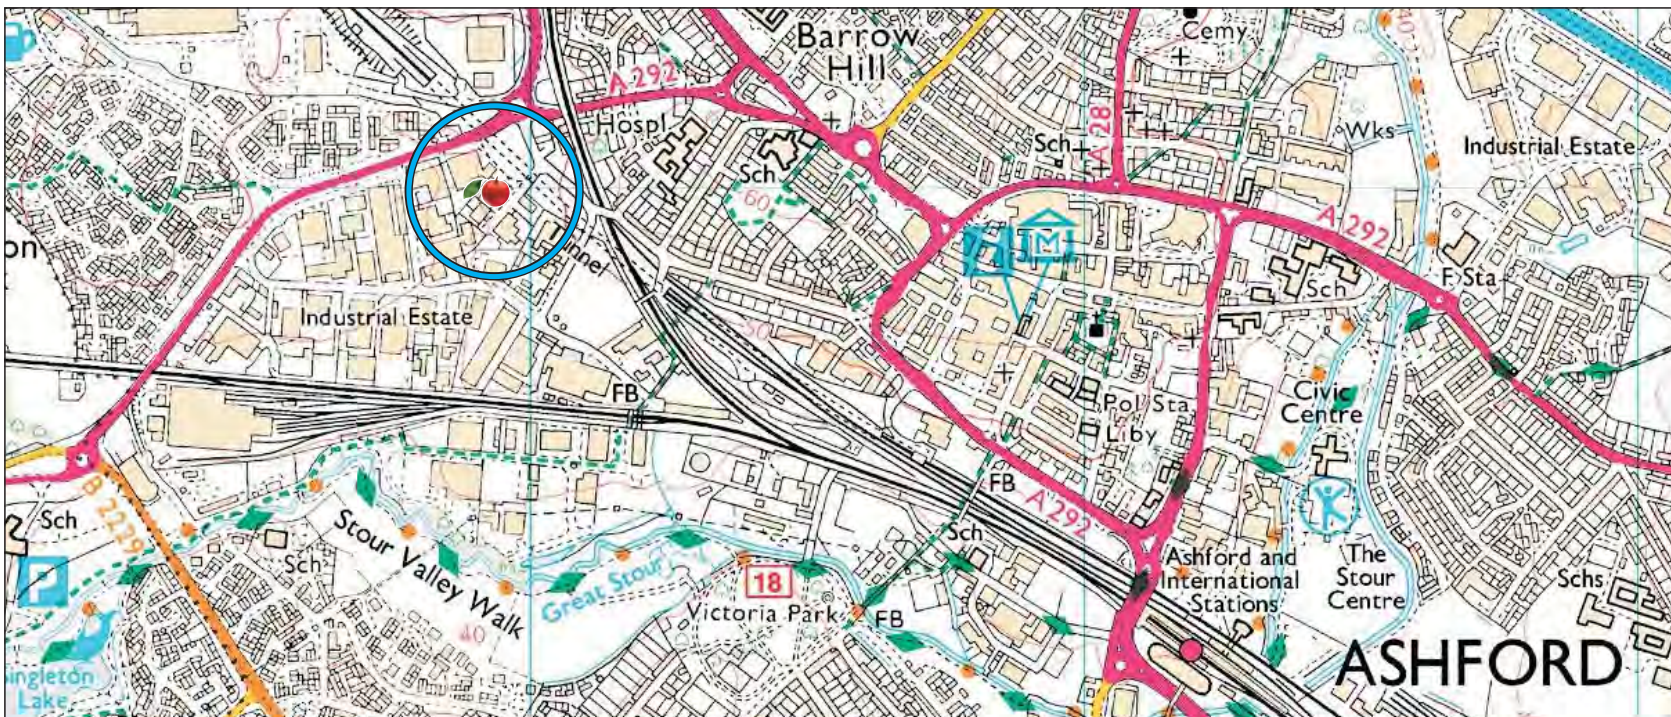 Barrow
Hill
Cemy
A 292
Hospl
Sch
Sch
A 28
Wks
Industrial Estate
60
40
A 292
M
F Sta
Sch
Tunnel
Industrial Estate
50
FB
Pol Sta
Liby
Civic
Centre
B 2229
FB
A 292
Sch
Sch
Stour Valley Walk
Sch
Great Stour
18
Victoria Park
FB
Ashford and
International
Stations
The
Stour
Centre
Schs
P
40
Lake
ASHFORD